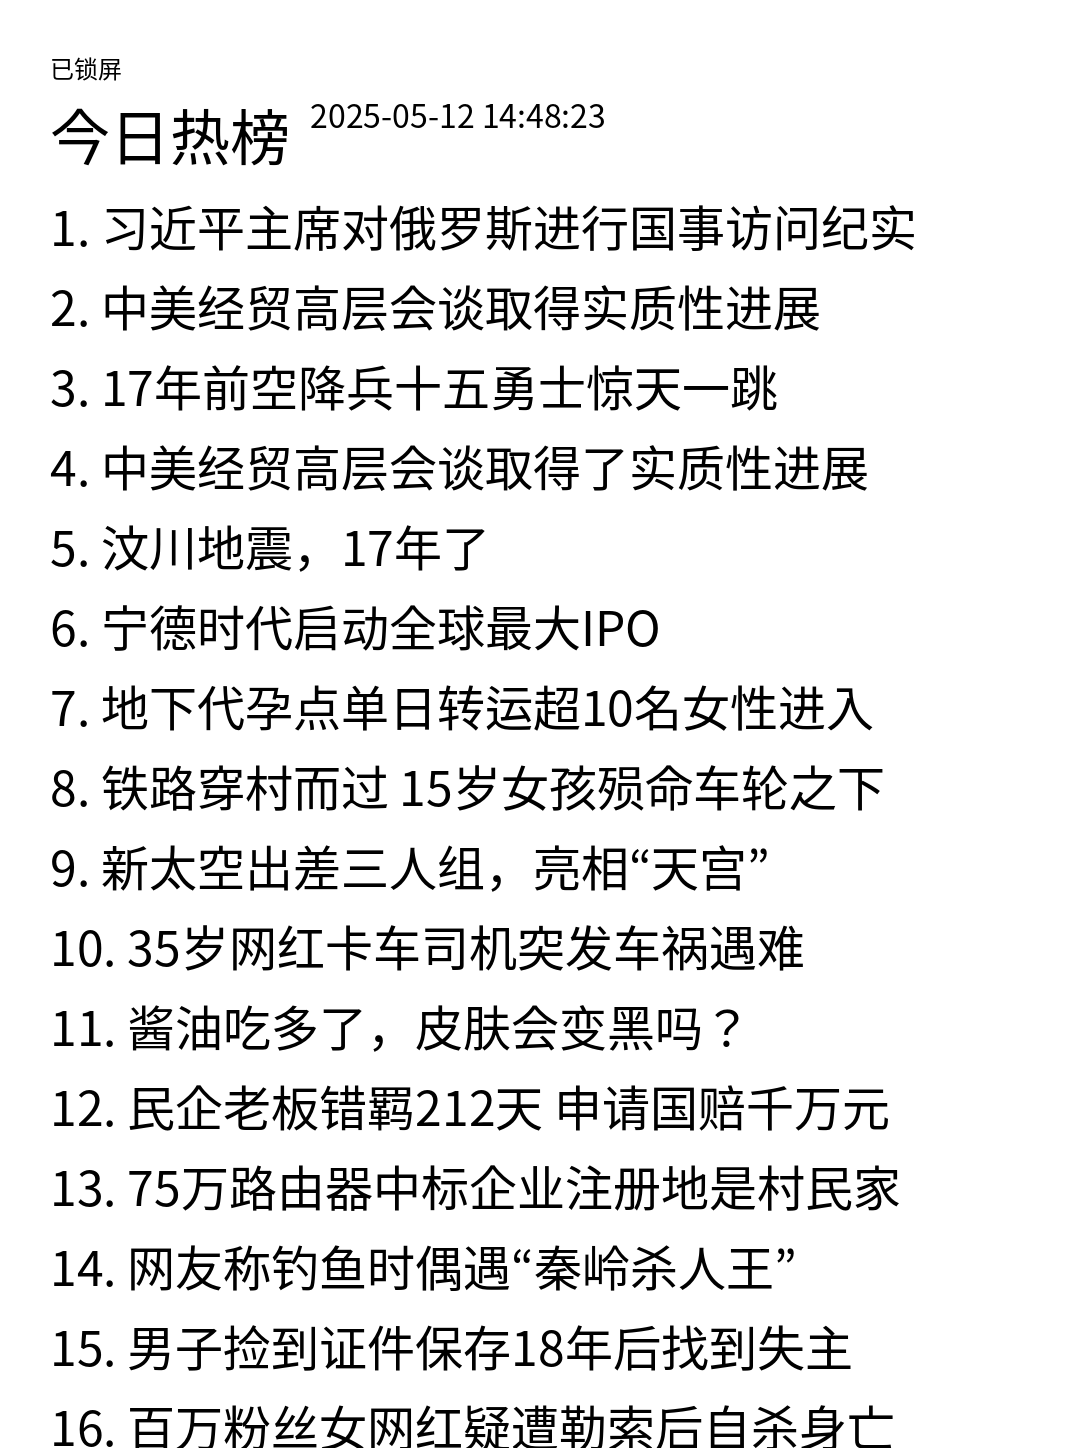 已锁屏
今日热榜 2025-05-12 14:48:23
1. 习近平主席对俄罗斯进行国事访问纪实
2. 中美经贸高层会谈取得实质性进展
3. 17年前空降兵十五勇士惊天一跳
4. 中美经贸高层会谈取得了实质性进展
5. 汶川地震，17年了
6. 宁德时代启动全球最大IPO
7. 地下代孕点单日转运超10名女性进入
8. 铁路穿村而过 15岁女孩殒命车轮之下
9. 新太空出差三人组，亮相“天宫”
10. 35岁网红卡车司机突发车祸遇难
11. 酱油吃多了，皮肤会变黑吗？
12. 民企老板错羁212天 申请国赔千万元
13. 75万路由器中标企业注册地是村民家
14. 网友称钓鱼时偶遇“秦岭杀人王”
15. 男子捡到证件保存18年后找到失主
16. 百万粉丝女网红疑遭勒索后自杀身亡